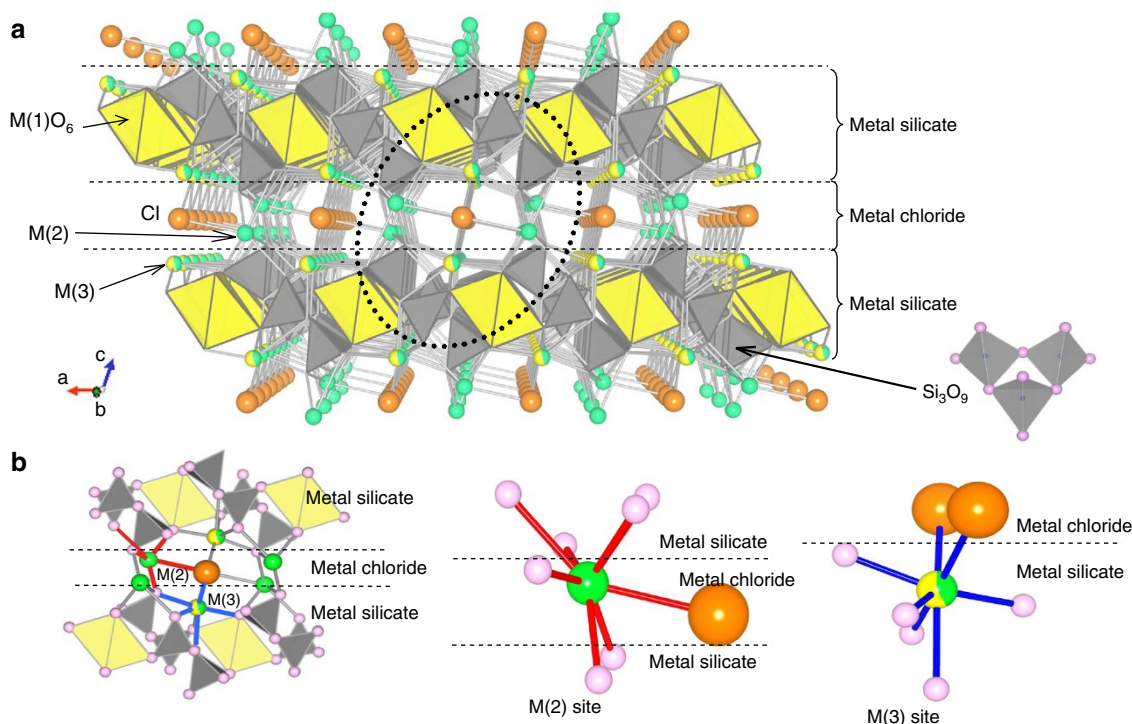 a
M(1)O6
Metal silicate
Cl
Metal chloride
M(2)
M(3)
Metal silicate
c
a
b
Si3O9
b
Metal silicate
M(2)
Metal chloride
M(3)
Metal silicate
Metal silicate
Metal chloride
Metal silicate
M(2) site
Metal chloride
Metal silicate
M(3) site